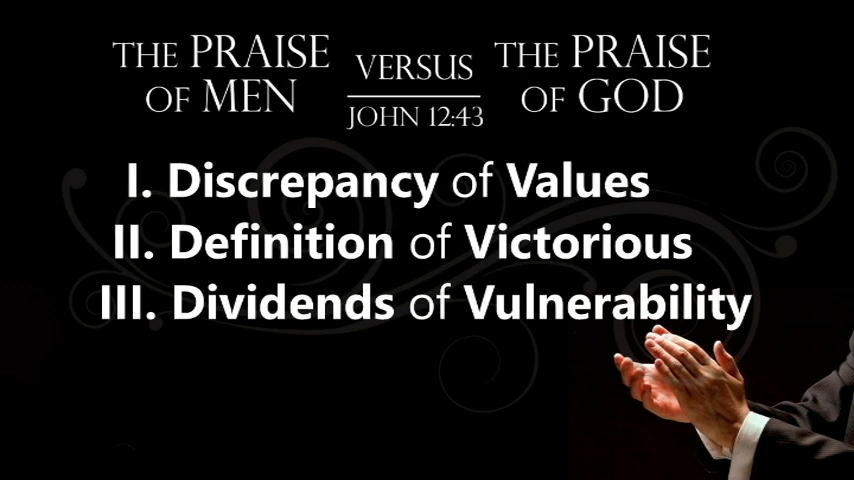 THE PRAISE OF MEN
VERSUS
JOHN 12:43
THE PRAISE OF GOD
I. Discrepancy of Values
II. Definition of Victorious
III. Dividends of Vulnerability